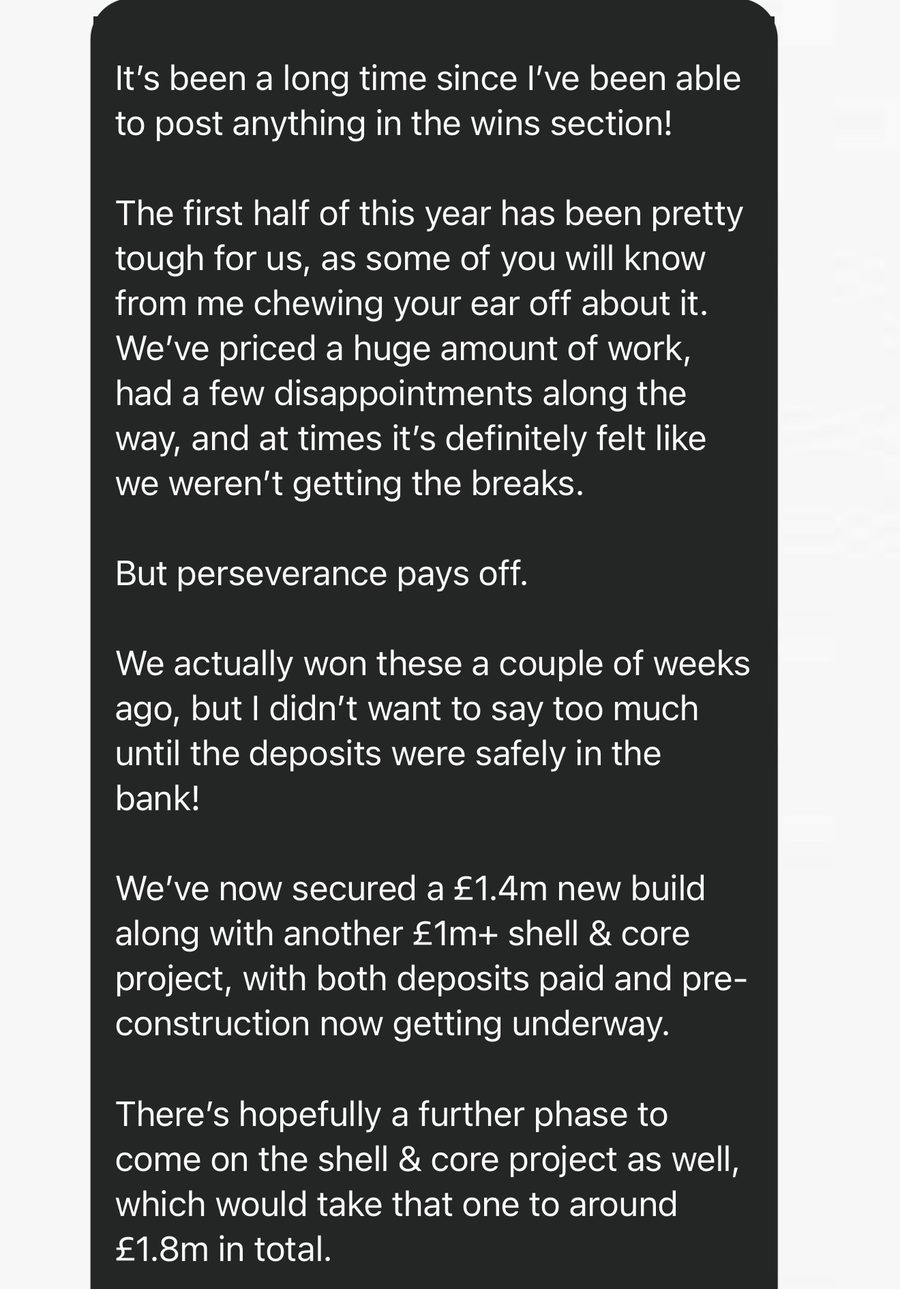 It’s been a long time since I’ve been able
to post anything in the wins section!
The first half of this year has been pretty
tough for us, as some of you will know
from me chewing your ear off about it.
We’ve priced a huge amount of work,
had a few disappointments along the
way, and at times it’s definitely felt like
we weren’t getting the breaks.
But perseverance pays off.
We actually won these a couple of weeks
ago, but I didn’t want to say too much
until the deposits were safely in the
bank!
We’ve now secured a £1.4m new build
along with another £1m+ shell & core
project, with both deposits paid and pre-
construction now getting underway.
There’s hopefully a further phase to
come on the shell & core project as well,
which would take that one to around
£1.8m in total.